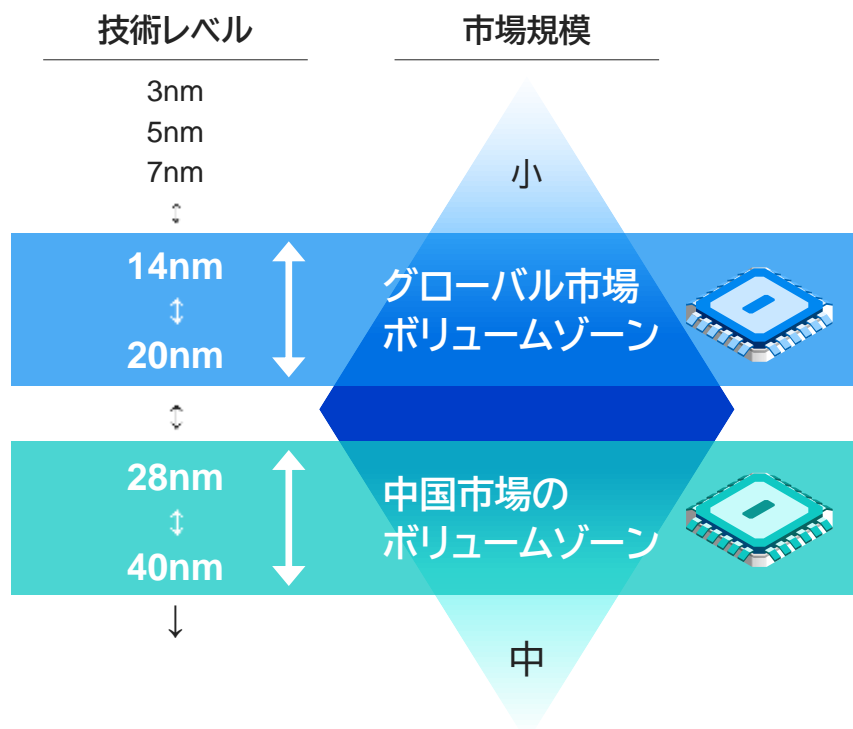 技術レベル
市場規模
3nm
5nm
7nm
↕
小
14nm
↕
20nm
グローバル市場
ボリュームゾーン
↕
28nm
↕
40nm
中国市場の
ボリュームゾーン
↓
中